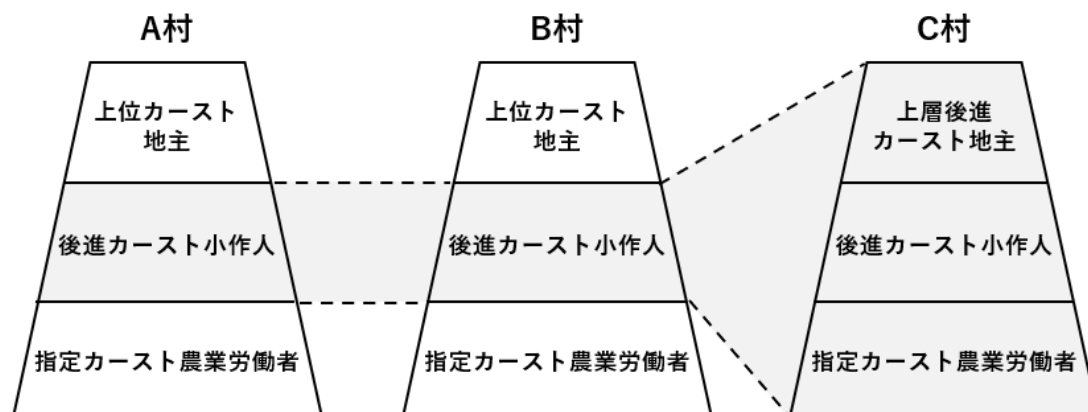 A村
上位カースト
地主
後進カースト小作人
指定カースト農業労働者
B村
上位カースト
地主
後進カースト小作人
指定カースト農業労働者
C村
上層後進
カースト地主
後進カースト小作人
指定カースト農業労働者